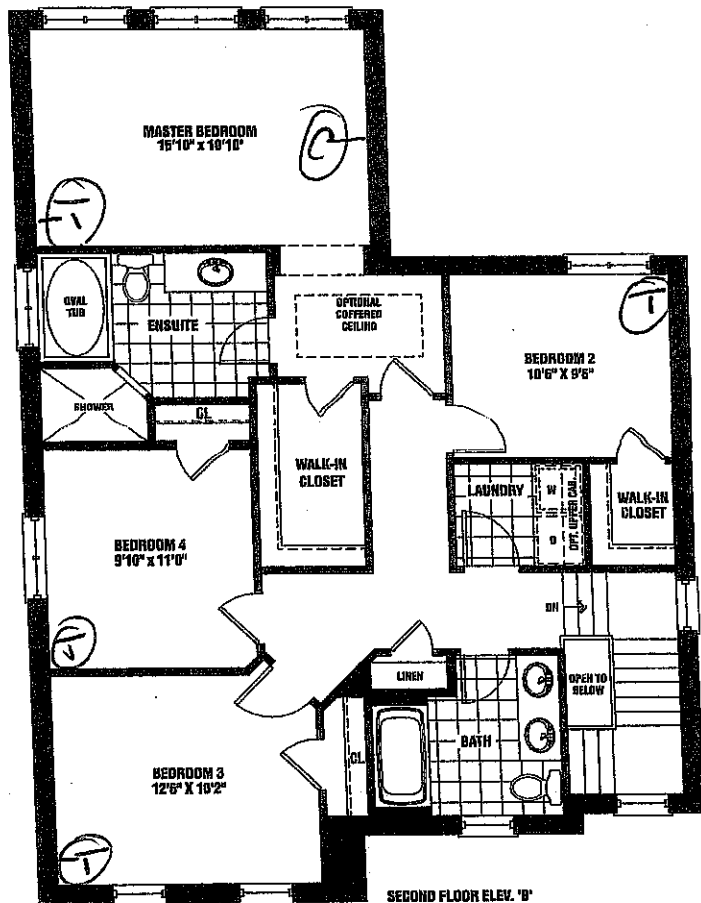 MASTER BEDROOM
15'10" x 10'10"
C
T
OVAL
TUB
ENSUITE
OPTIONAL
COFFERED
CEILING
T
BEDROOM 2
10'6" X 9'6"
SHOWER
CL
WALK-IN
CLOSET
LAUNDRY
W
D
OPT. UPPER CAB.
WALK-IN
CLOSET
BEDROOM 4
9'10" x 11'0"
T
DN
LINEN
OPEN TO
BELOW
BATH
CL
BEDROOM 3
12'6" X 10'2"
T
SECOND FLOOR ELEV. 'B'